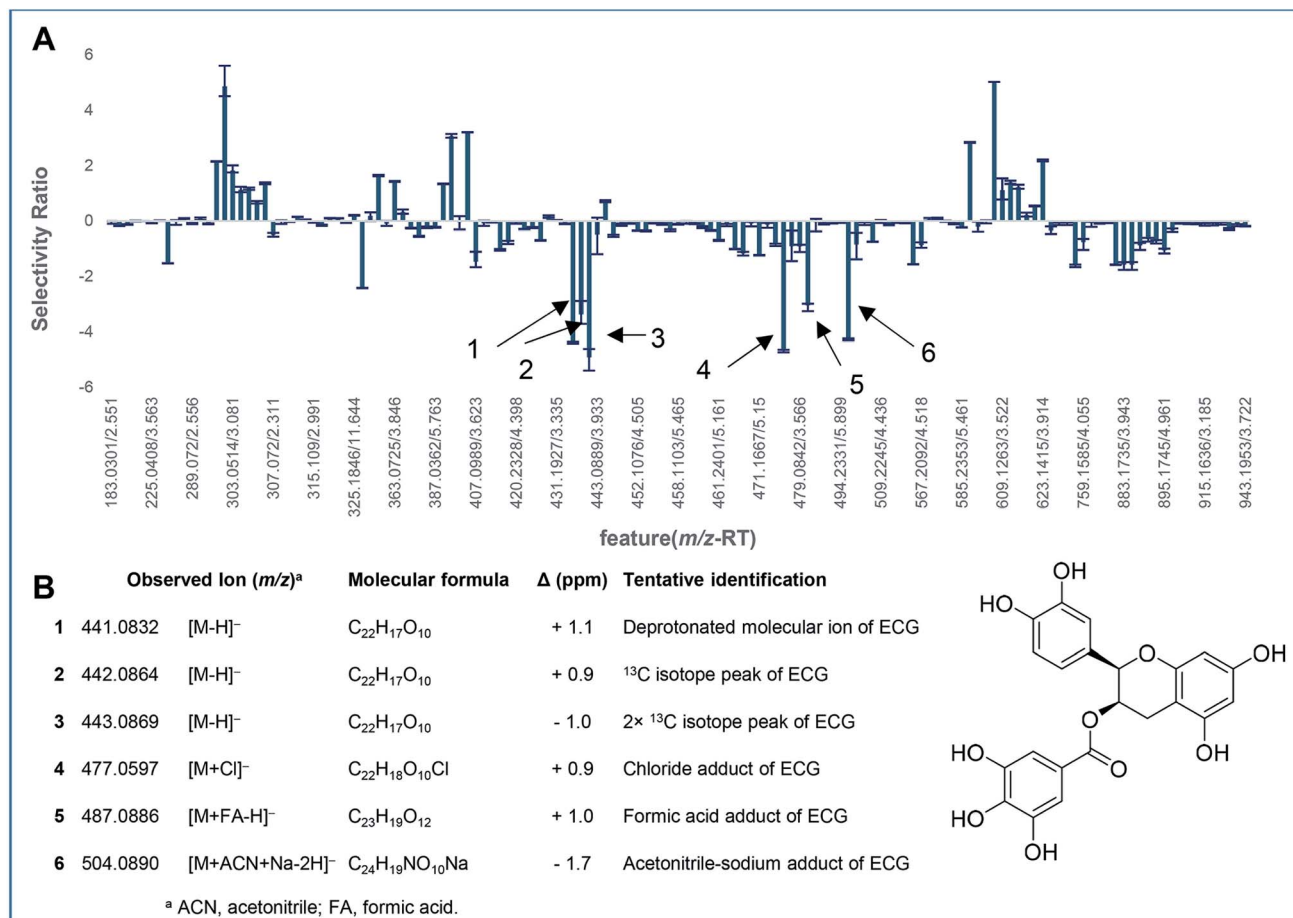 A
6
4
2
0
-2
-4
-6
Selectivity Ratio
1
2
3
4
5
6
183.0301/2.551
225.0408/3.563
289.072/2.556
303.0514/3.081
307.072/2.311
315.109/2.991
325.1846/11.644
363.0725/3.846
387.0362/5.763
407.0989/3.623
420.2328/4.398
431.1927/3.335
443.0889/3.933
452.1076/4.505
458.1103/5.465
461.2401/5.161
471.1667/5.15
479.0842/3.566
494.2331/5.899
509.2245/4.436
567.2092/4.518
585.2353/5.461
609.1263/3.522
623.1415/3.914
759.1585/4.055
883.1735/3.943
895.1745/4.961
915.1636/3.185
943.1953/3.722
feature(m/z-RT)
B
Observed Ion (m/z)ᵃ Molecular formula Δ (ppm) Tentative identification
1 441.0832 [M-H]⁻ C₂₂H₁₇O₁₀ + 1.1 Deprotonated molecular ion of ECG
2 442.0864 [M-H]⁻ C₂₂H₁₇O₁₀ + 0.9 ¹³C isotope peak of ECG
3 443.0869 [M-H]⁻ C₂₂H₁₇O₁₀ - 1.0 2× ¹³C isotope peak of ECG
4 477.0597 [M+Cl]⁻ C₂₂H₁₈O₁₀Cl + 0.9 Chloride adduct of ECG
5 487.0886 [M+FA-H]⁻ C₂₃H₁₉O₁₂ + 1.0 Formic acid adduct of ECG
6 504.0890 [M+ACN+Na-2H]⁻ C₂₄H₁₉NO₁₀Na - 1.7 Acetonitrile-sodium adduct of ECG
ᵃ ACN, acetonitrile; FA, formic acid.
OH
HO
O
OH
O
OH
HO
O
HO
OH